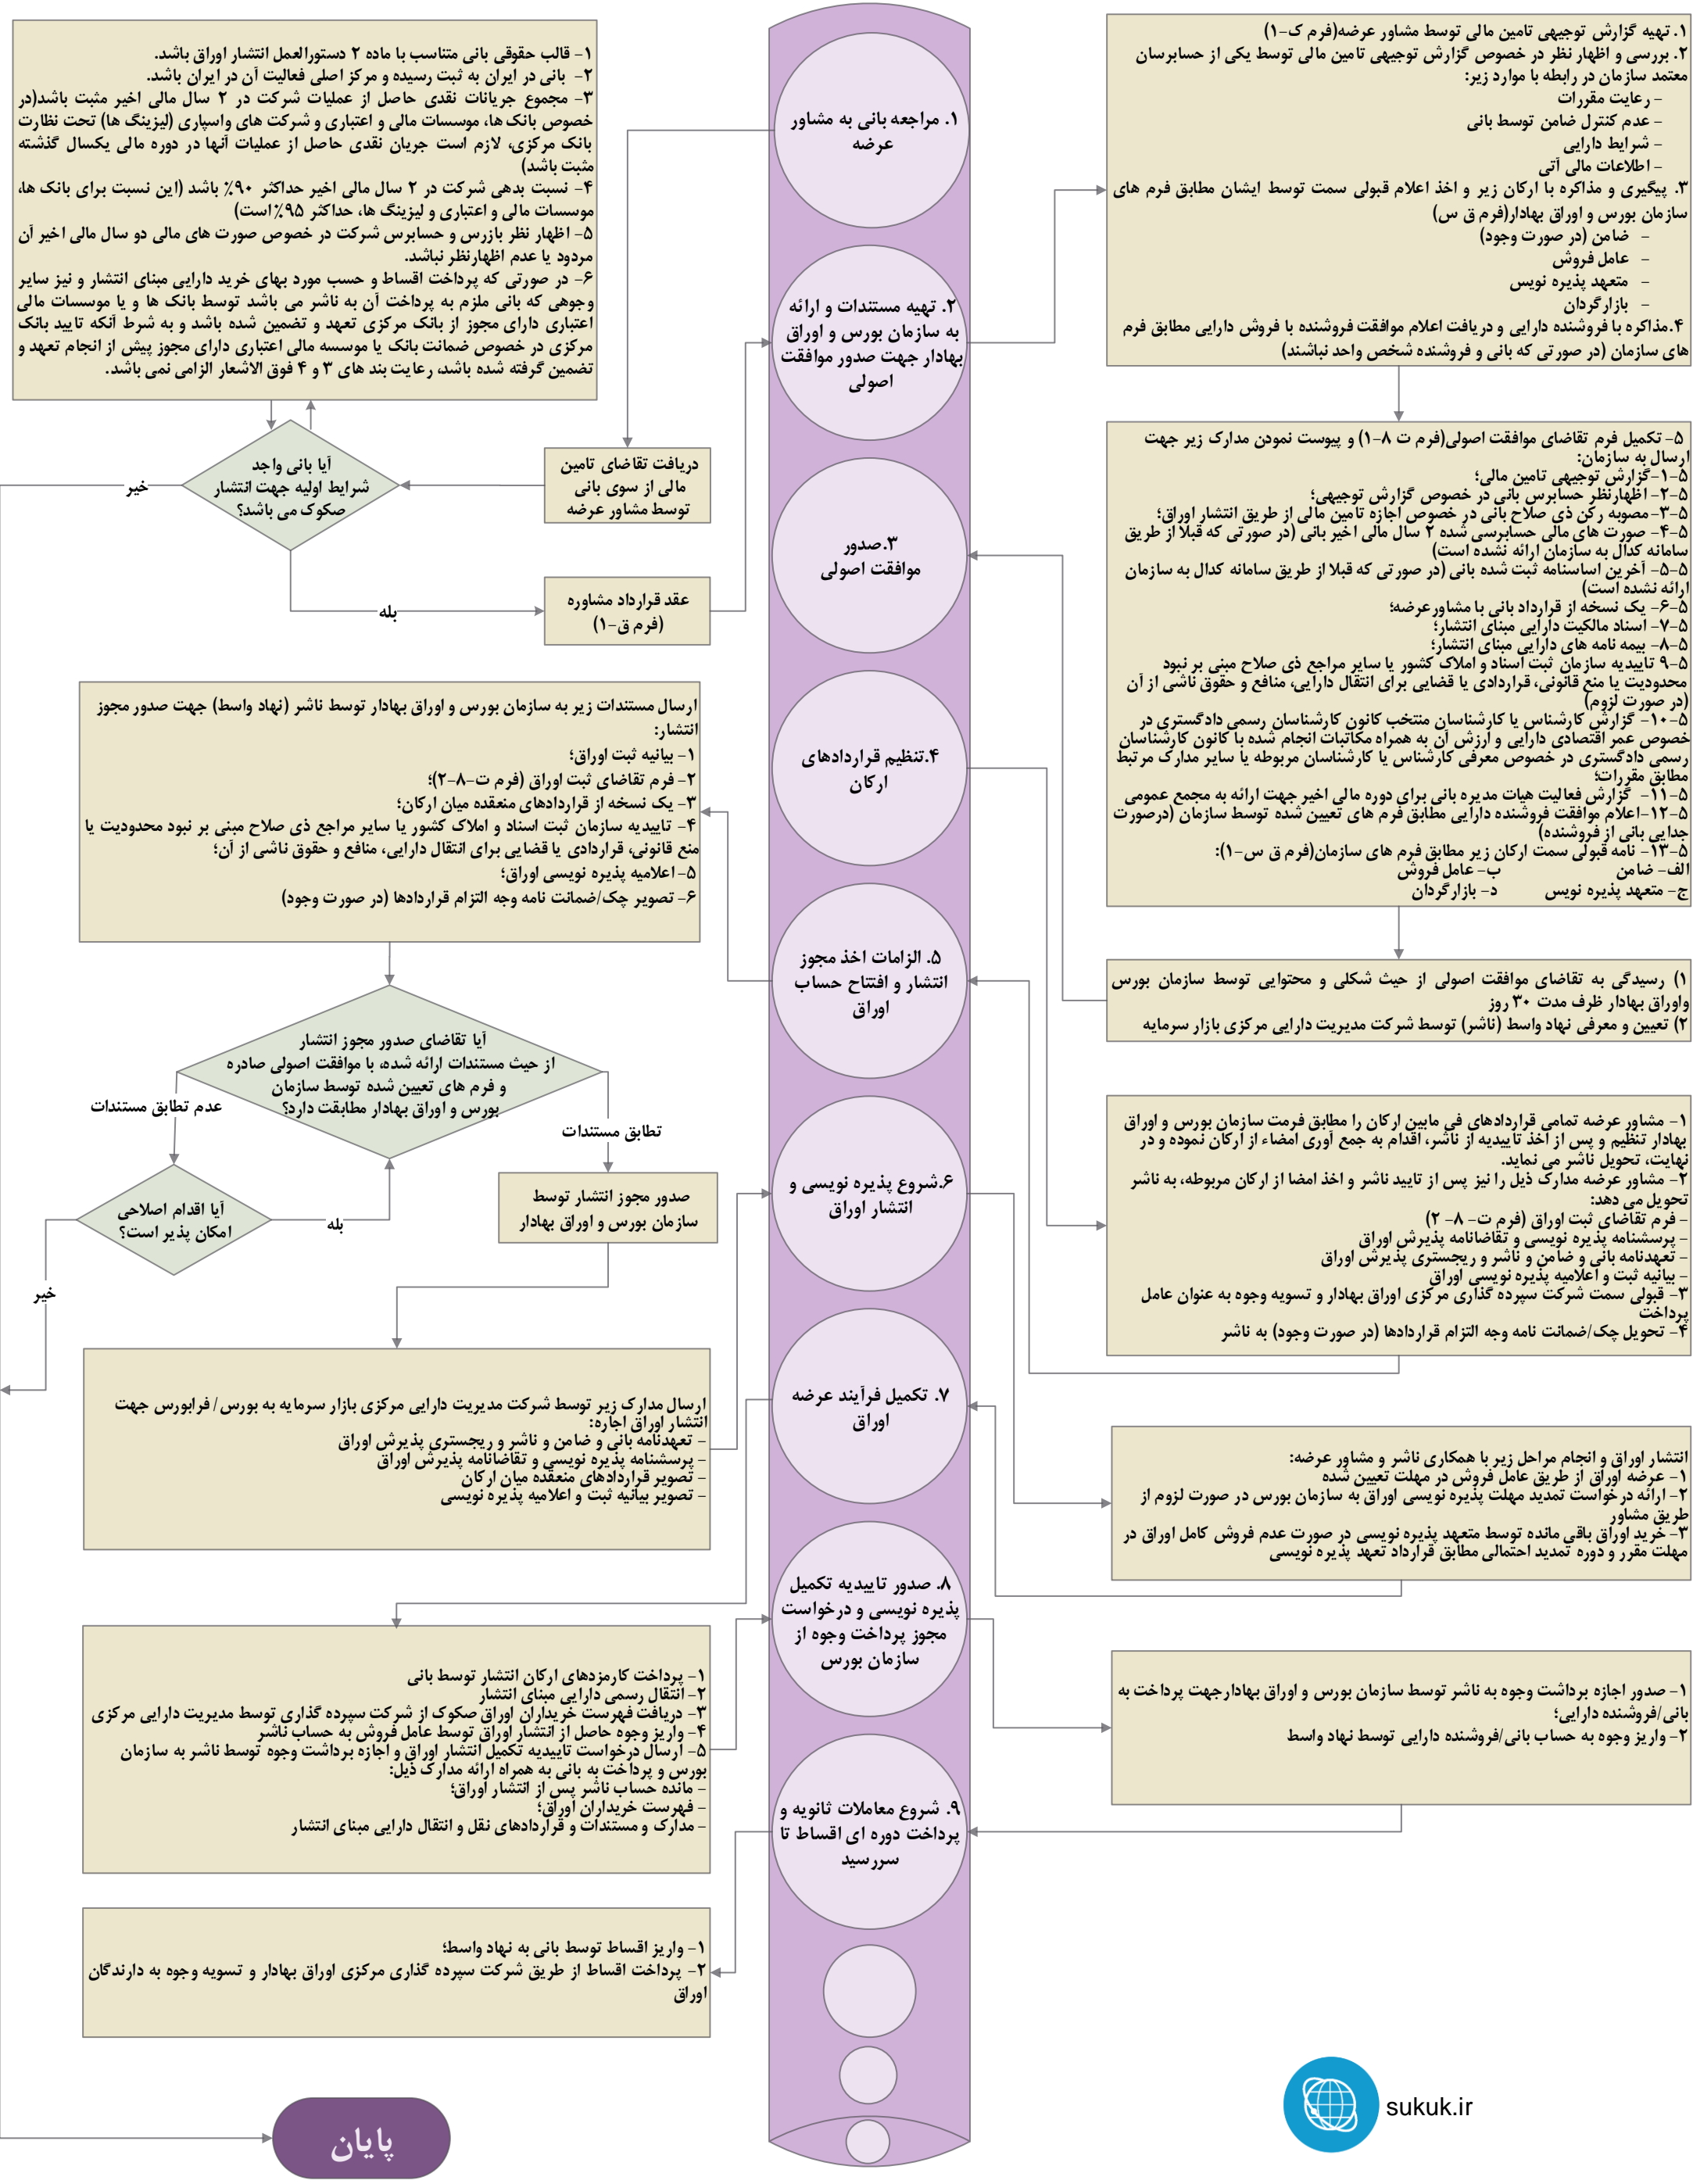 ۱. مراجعه بانی به مشاور
عرضه
۲. تهیه مستندات و ارائه
به سازمان بورس و اوراق
بهادار جهت صدور موافقت
اصولی
۳.صدور
موافقت اصولی
۴.تنظیم قراردادهای
ارکان
۵. الزامات اخذ مجوز
انتشار و افتتاح حساب
اوراق
۶.شروع پذیره نویسی و
انتشار اوراق
۷. تکمیل فرآیند عرضه
اوراق
۸. صدور تاییدیه تکمیل
پذیره نویسی و درخواست
مجوز پرداخت وجوه از
سازمان بورس
۹. شروع معاملات ثانویه و
پرداخت دوره ای اقساط تا
سررسید
۱. تهیه گزارش توجیهی تامین مالی توسط مشاور عرضه(فرم ک-۱)
۲. بررسی و اظهار نظر در خصوص گزارش توجیهی تامین مالی توسط یکی از حسابرسان
معتمد سازمان در رابطه با موارد زیر:
- رعایت مقررات
- عدم کنترل ضامن توسط بانی
- شرایط دارایی
- اطلاعات مالی آتی
۳. پیگیری و مذاکره با ارکان زیر و اخذ اعلام قبولی سمت توسط ایشان مطابق فرم های
سازمان بورس و اوراق بهادار(فرم ق س)
- ضامن (در صورت وجود)
- عامل فروش
- متعهد پذیره نویس
- بازارگردان
۴.مذاکره با فروشنده دارایی و دریافت اعلام موافقت فروشنده با فروش دارایی مطابق فرم
های سازمان (در صورتی که بانی و فروشنده شخص واحد نباشند)
۵- تکمیل فرم تقاضای موافقت اصولی(فرم ت ۸-۱) و پیوست نمودن مدارک زیر جهت
ارسال به سازمان:
۵-۱-گزارش توجیهی تامین مالی؛
۵-۲- اظهارنظر حسابرس بانی در خصوص گزارش توجیهی؛
۵-۳- مصوبه رکن ذی صلاح بانی در خصوص اجازه تامین مالی از طریق انتشار اوراق؛
۵-۴- صورت های مالی حسابرسی شده ۲ سال مالی اخیر بانی (در صورتی که قبلا از طریق
سامانه کدال به سازمان ارائه نشده است)
۵-۵- آخرین اساسنامه ثبت شده بانی (در صورتی که قبلا از طریق سامانه کدال به سازمان
ارائه نشده است)
۵-۶- یک نسخه از قرارداد بانی با مشاورعرضه؛
۵-۷- اسناد مالکیت دارایی مبنای انتشار؛
۵-۸- بیمه نامه های دارایی مبنای انتشار؛
۵-۹ تاییدیه سازمان ثبت اسناد و املاک کشور یا سایر مراجع ذی صلاح مبنی بر نبود
محدودیت یا منع قانونی، قراردادی یا قضایی برای انتقال دارایی، منافع و حقوق ناشی از آن
(در صورت لزوم)
۵-۱۰- گزارش کارشناس یا کارشناسان منتخب کانون کارشناسان رسمی دادگستری در
خصوص عمر اقتصادی دارایی و ارزش آن به همراه مکاتبات انجام شده با کانون کارشناسان
رسمی دادگستری در خصوص معرفی کارشناس یا کارشناسان مربوطه یا سایر مدارک مرتبط
مطابق مقررات؛
۵-۱۱- گزارش فعالیت هیات مدیره بانی برای دوره مالی اخیر جهت ارائه به مجمع عمومی
۵-۱۲-اعلام موافقت فروشنده دارایی مطابق فرم های تعیین شده توسط سازمان (درصورت
جدایی بانی از فروشنده)
۵-۱۳- نامه قبولی سمت ارکان زیر مطابق فرم های سازمان(فرم ق س-۱):
الف- ضامن ب- عامل فروش
ج- متعهد پذیره نویس د- بازارگردان
۱) رسیدگی به تقاضای موافقت اصولی از حیث شکلی و محتوایی توسط سازمان بورس
واوراق بهادار ظرف مدت ۳۰ روز
۲) تعیین و معرفی نهاد واسط (ناشر) توسط شرکت مدیریت دارایی مرکزی بازار سرمایه
۱- مشاور عرضه تمامی قراردادهای فی مابین ارکان را مطابق فرمت سازمان بورس و اوراق
بهادار تنظیم و پس از اخذ تاییدیه از ناشر، اقدام به جمع آوری امضاء از ارکان نموده و در
نهایت، تحویل ناشر می نماید.
۲- مشاور عرضه مدارک ذیل را نیز پس از تایید ناشر و اخذ امضا از ارکان مربوطه، به ناشر
تحویل می دهد:
- فرم تقاضای ثبت اوراق (فرم ت- ۸- ۲)
- پرسشنامه پذیره نویسی و تقاضانامه پذیرش اوراق
- تعهدنامه بانی و ضامن و ناشر و ریجستری پذیرش اوراق
- بیانیه ثبت و اعلامیه پذیره نویسی اوراق
۳- قبولی سمت شرکت سپرده گذاری مرکزی اوراق بهادار و تسویه وجوه به عنوان عامل
پرداخت
۴- تحویل چک/ضمانت نامه وجه التزام قراردادها (در صورت وجود) به ناشر
انتشار اوراق و انجام مراحل زیر با همکاری ناشر و مشاور عرضه:
۱- عرضه اوراق از طریق عامل فروش در مهلت تعیین شده
۲- ارائه درخواست تمدید مهلت پذیره نویسی اوراق به سازمان بورس در صورت لزوم از
طریق مشاور
۳- خرید اوراق باقی مانده توسط متعهد پذیره نویسی در صورت عدم فروش کامل اوراق در
مهلت مقرر و دوره تمدید احتمالی مطابق قرارداد تعهد پذیره نویسی
۱- صدور اجازه برداشت وجوه به ناشر توسط سازمان بورس و اوراق بهادارجهت پرداخت به
بانی/فروشنده دارایی؛
۲- واریز وجوه به حساب بانی/فروشنده دارایی توسط نهاد واسط
۱- قالب حقوقی بانی متناسب با ماده ۲ دستورالعمل انتشار اوراق باشد.
۲- بانی در ایران به ثبت رسیده و مرکز اصلی فعالیت آن در ایران باشد.
۳- مجموع جریانات نقدی حاصل از عملیات شرکت در ۲ سال مالی اخیر مثبت باشد(در
خصوص بانک ها، موسسات مالی و اعتباری و شرکت های واسپاری (لیزینگ ها) تحت نظارت
بانک مرکزی، لازم است جریان نقدی حاصل از عملیات آنها در دوره مالی یکسال گذشته
مثبت باشد)
۴- نسبت بدهی شرکت در ۲ سال مالی اخیر حداکثر ۹۰٪ باشد (این نسبت برای بانک ها،
موسسات مالی و اعتباری و لیزینگ ها، حداکثر ۹۵٪است)
۵- اظهار نظر بازرس و حسابرس شرکت در خصوص صورت های مالی دو سال مالی اخیر آن
مردود یا عدم اظهارنظر نباشد.
۶- در صورتی که پرداخت اقساط و حسب مورد بهای خرید دارایی مبنای انتشار و نیز سایر
وجوهی که بانی ملزم به پرداخت آن به ناشر می باشد توسط بانک ها و یا موسسات مالی
اعتباری دارای مجوز از بانک مرکزی تعهد و تضمین شده باشد و به شرط آنکه تایید بانک
مرکزی در خصوص ضمانت بانک یا موسسه مالی اعتباری دارای مجوز پیش از انجام تعهد و
تضمین گرفته شده باشد، رعایت بند های ۳ و ۴ فوق الاشعار الزامی نمی باشد.
دریافت تقاضای تامین
مالی از سوی بانی
توسط مشاور عرضه
آیا بانی واجد
شرایط اولیه جهت انتشار
صکوک می باشد؟
خیر
بله
عقد قرارداد مشاوره
(فرم ق-۱)
ارسال مستندات زیر به سازمان بورس و اوراق بهادار توسط ناشر (نهاد واسط) جهت صدور مجوز
انتشار:
۱- بیانیه ثبت اوراق؛
۲- فرم تقاضای ثبت اوراق (فرم ت-۸-۲)؛
۳- یک نسخه از قراردادهای منعقده میان ارکان؛
۴- تاییدیه سازمان ثبت اسناد و املاک کشور یا سایر مراجع ذی صلاح مبنی بر نبود محدودیت یا
منع قانونی، قراردادی یا قضایی برای انتقال دارایی، منافع و حقوق ناشی از آن؛
۵- اعلامیه پذیره نویسی اوراق؛
۶- تصویر چک/ضمانت نامه وجه التزام قراردادها (در صورت وجود)
آیا تقاضای صدور مجوز انتشار
از حیث مستندات ارائه شده، با موافقت اصولی صادره
و فرم های تعیین شده توسط سازمان
بورس و اوراق بهادار مطابقت دارد؟
عدم تطابق مستندات
تطابق مستندات
آیا اقدام اصلاحی
امکان پذیر است؟
بله
خیر
صدور مجوز انتشار توسط
سازمان بورس و اوراق بهادار
ارسال مدارک زیر توسط شرکت مدیریت دارایی مرکزی بازار سرمایه به بورس/ فرابورس جهت
انتشار اوراق اجاره:
- تعهدنامه بانی و ضامن و ناشر و ریجستری پذیرش اوراق
- پرسشنامه پذیره نویسی و تقاضانامه پذیرش اوراق
- تصویر قراردادهای منعقده میان ارکان
- تصویر بیانیه ثبت و اعلامیه پذیره نویسی
۱- پرداخت کارمزدهای ارکان انتشار توسط بانی
۲- انتقال رسمی دارایی مبنای انتشار
۳- دریافت فهرست خریداران اوراق صکوک از شرکت سپرده گذاری توسط مدیریت دارایی مرکزی
۴- واریز وجوه حاصل از انتشار اوراق توسط عامل فروش به حساب ناشر
۵- ارسال درخواست تاییدیه تکمیل انتشار اوراق و اجازه برداشت وجوه توسط ناشر به سازمان
بورس و پرداخت به بانی به همراه ارائه مدارک ذیل:
- مانده حساب ناشر پس از انتشار اوراق؛
- فهرست خریداران اوراق؛
- مدارک و مستندات و قراردادهای نقل و انتقال دارایی مبنای انتشار
۱- واریز اقساط توسط بانی به نهاد واسط؛
۲- پرداخت اقساط از طریق شرکت سپرده گذاری مرکزی اوراق بهادار و تسویه وجوه به دارندگان
اوراق
پایان
sukuk.ir